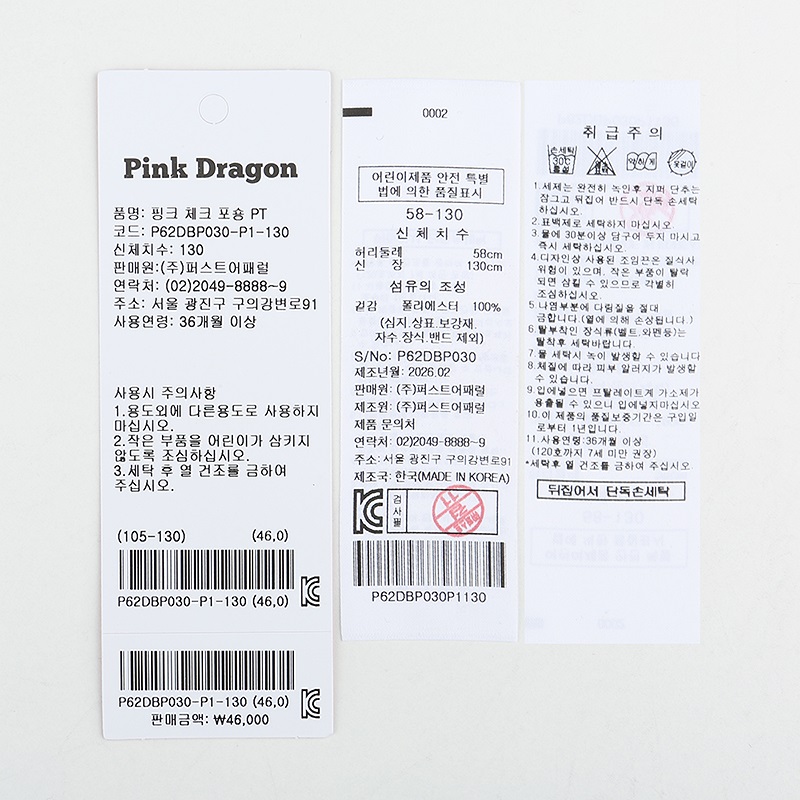 Pink Dragon
품명: 핑크 체크 포숑 PT
코드: P62DBP030-P1-130
신체치수: 130
판매원:(주)퍼스트어패럴
연락처: (02)2049-8888~9
주소: 서울 광진구 구의강변로91
사용연령: 36개월 이상
사용시 주의사항
1.용도외에 다른용도로 사용하지
마십시오.
2.작은 부품을 어린이가 삼키지
않도록 조심하십시오.
3.세탁 후 열 건조를 금하여
주십시오.
(105-130) (46,0)
P62DBP030-P1-130 (46,0)
P62DBP030-P1-130 (46,0)
판매금액: ₩46,000
0002
어린이제품 안전 특별
법에 의한 품질표시
58-130
신 체 치 수
허리둘레 58cm
신 장 130cm
섬유의 조성
겉감 폴리에스터 100%
(심지.상표.보강재.
자수.장식.밴드 제외)
S/No: P62DBP030
제조년월: 2026.02
판매원: (주)퍼스트어패럴
제조원: (주)퍼스트어패럴
제품 문의처
연락처: 02)2049-8888~9
주소: 서울 광진구 구의강변로91
제조국: 한국(MADE IN KOREA)
검사필
P62DBP030P1130
취 급 주 의
손세탁
30℃
중성
약하게
옷걸이
1.세제는 완전히 녹인후 지퍼 단추는
잠그고 뒤집어 반드시 단독 손세탁
하십시오.
2.표백제로 세탁하지 마십시오.
3.물에 30분이상 담구어 두지 마시고
즉시 세탁하십시오.
4.디자인상 사용된 조임끈은 질식사
위험이 있으며, 작은 부품이 탈락
되면 삼킬 수 있으므로 각별히
조심하십시오.
5.나염부분에 다림질을 절대
금합니다.(열에 의해 손상됩니다.)
6.탈부착인 장식류(벨트.와펜등)는
탈착후 세탁바랍니다.
7.물 세탁시 녹이 발생할 수 있습니다
8.체질에 따라 피부 알러지가 발생할
수 있습니다.
9.입에넣으면 프탈레이트계 가소제가
용출될 수 있으니 입에넣지마십시오
10.이 제품의 품질보증기간은 구입일
로부터 1년입니다.
11.사용연령:36개월 이상
(120호까지 7세 미만 권장)
*세탁후 열 건조를 금하여 주십시오
뒤집어서 단독손세탁